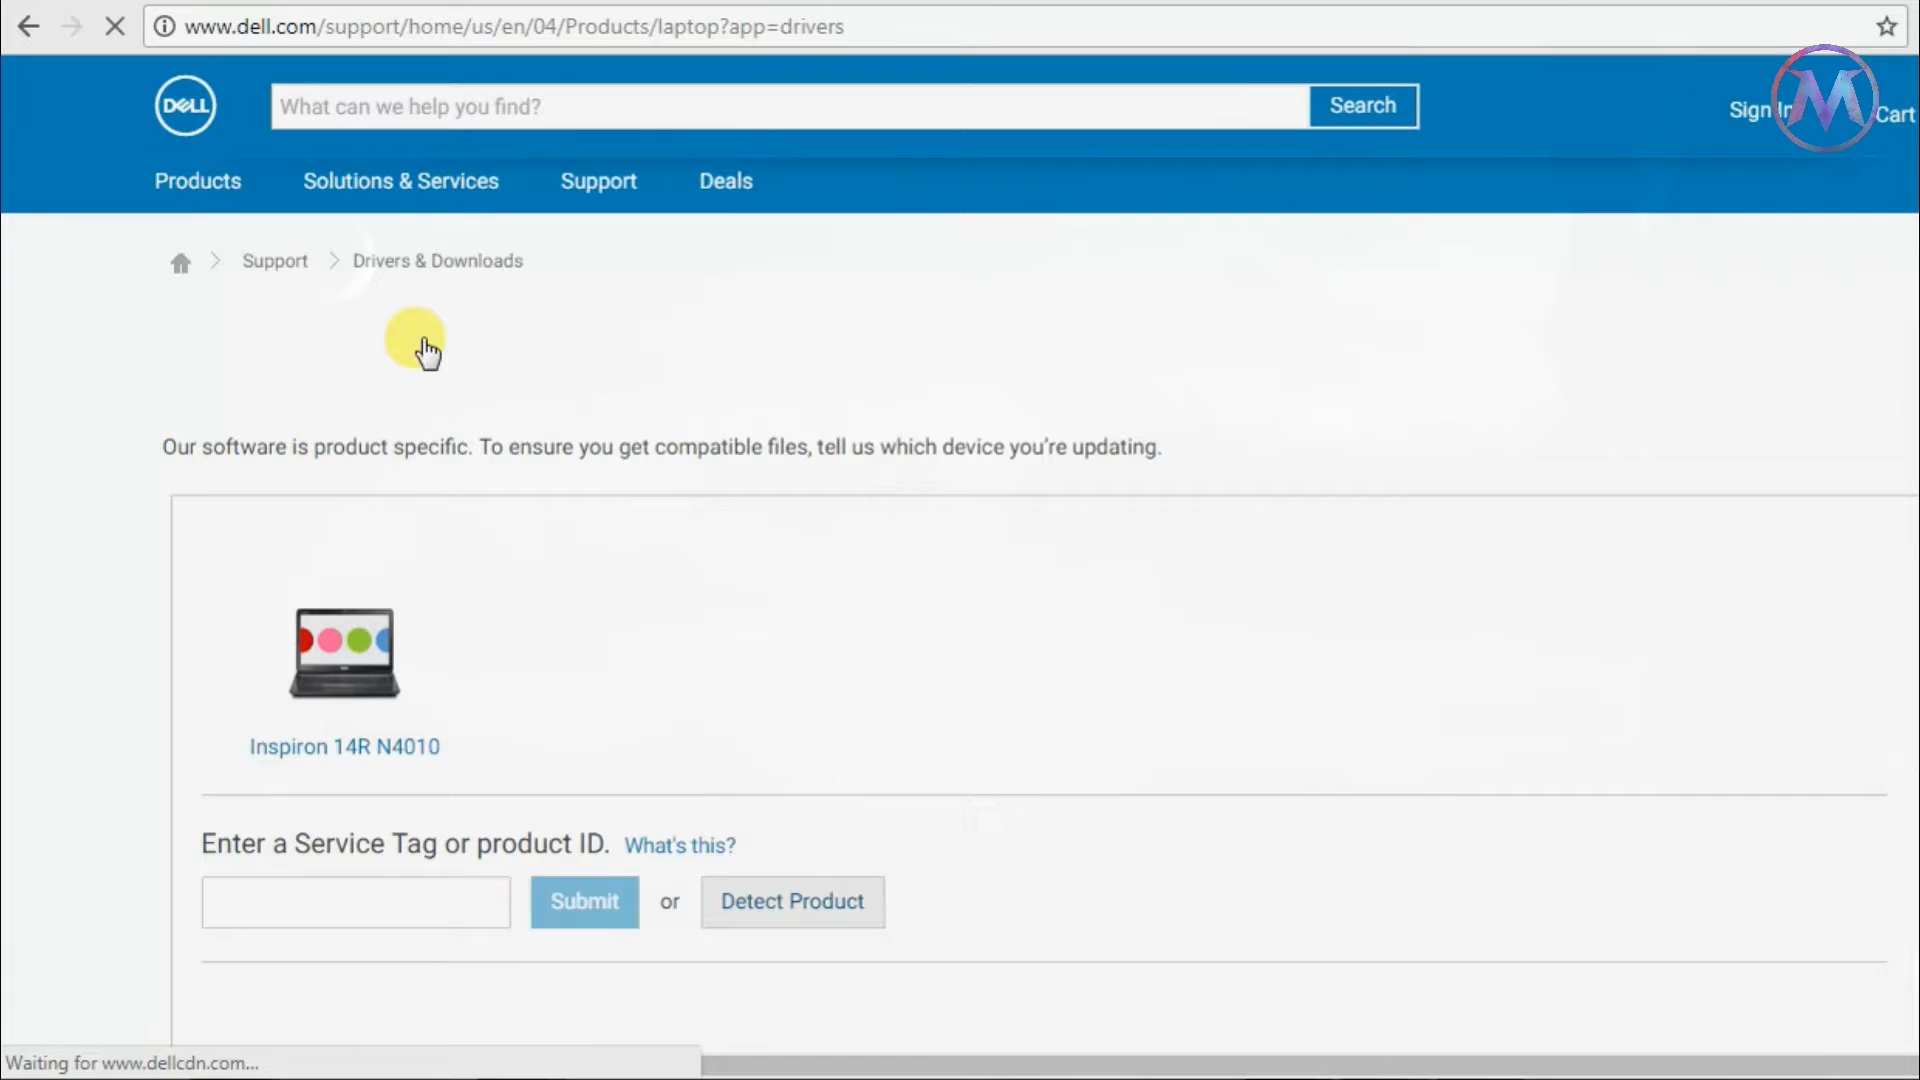 www.dell.com/support/home/us/en/04/Products/laptop?app=drivers
DELL
What can we help you find?
Search
Sign In
Cart
Products
Solutions & Services
Support
Deals
Support
Drivers & Downloads
Our software is product specific. To ensure you get compatible files, tell us which device you're updating.
Inspiron 14R N4010
Enter a Service Tag or product ID. What's this?
Submit
or
Detect Product
Waiting for www.dellcdn.com...